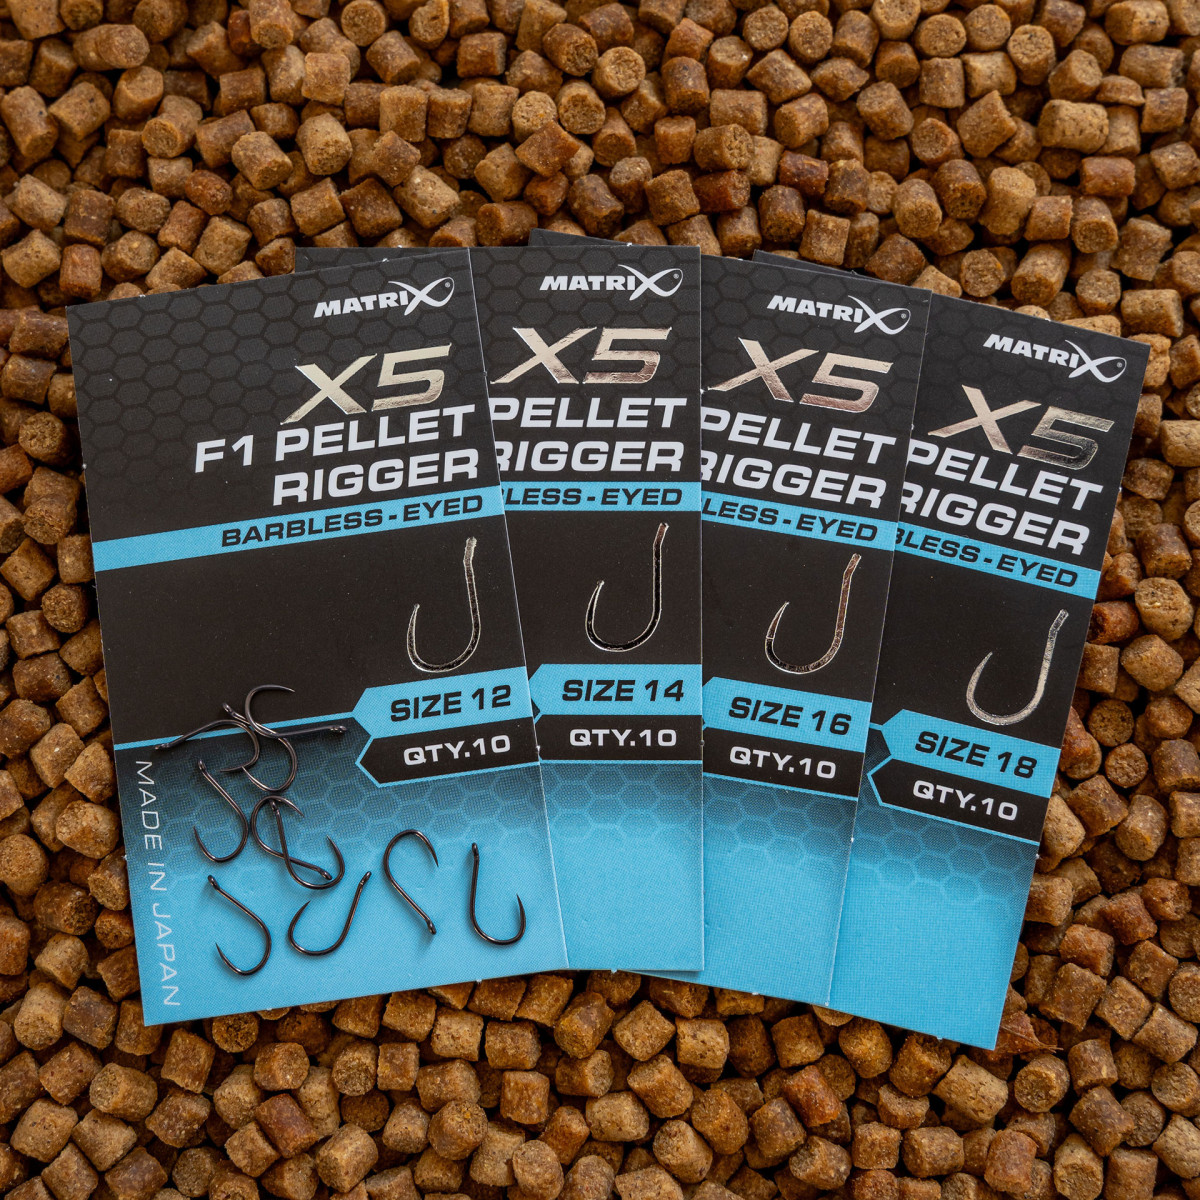 MATRIX
X5
F1 PELLET
RIGGER
BARBLESS - EYED
SIZE 12
QTY.10
MADE IN JAPAN
MATRIX
X5
PELLET
RIGGER
LESS - EYED
SIZE 14
QTY.10
MATRIX
X5
PELLET
RIGGER
LESS - EYED
SIZE 16
QTY.10
MATRIX
X5
PELLET
RIGGER
BLESS - EYED
SIZE 18
QTY.10